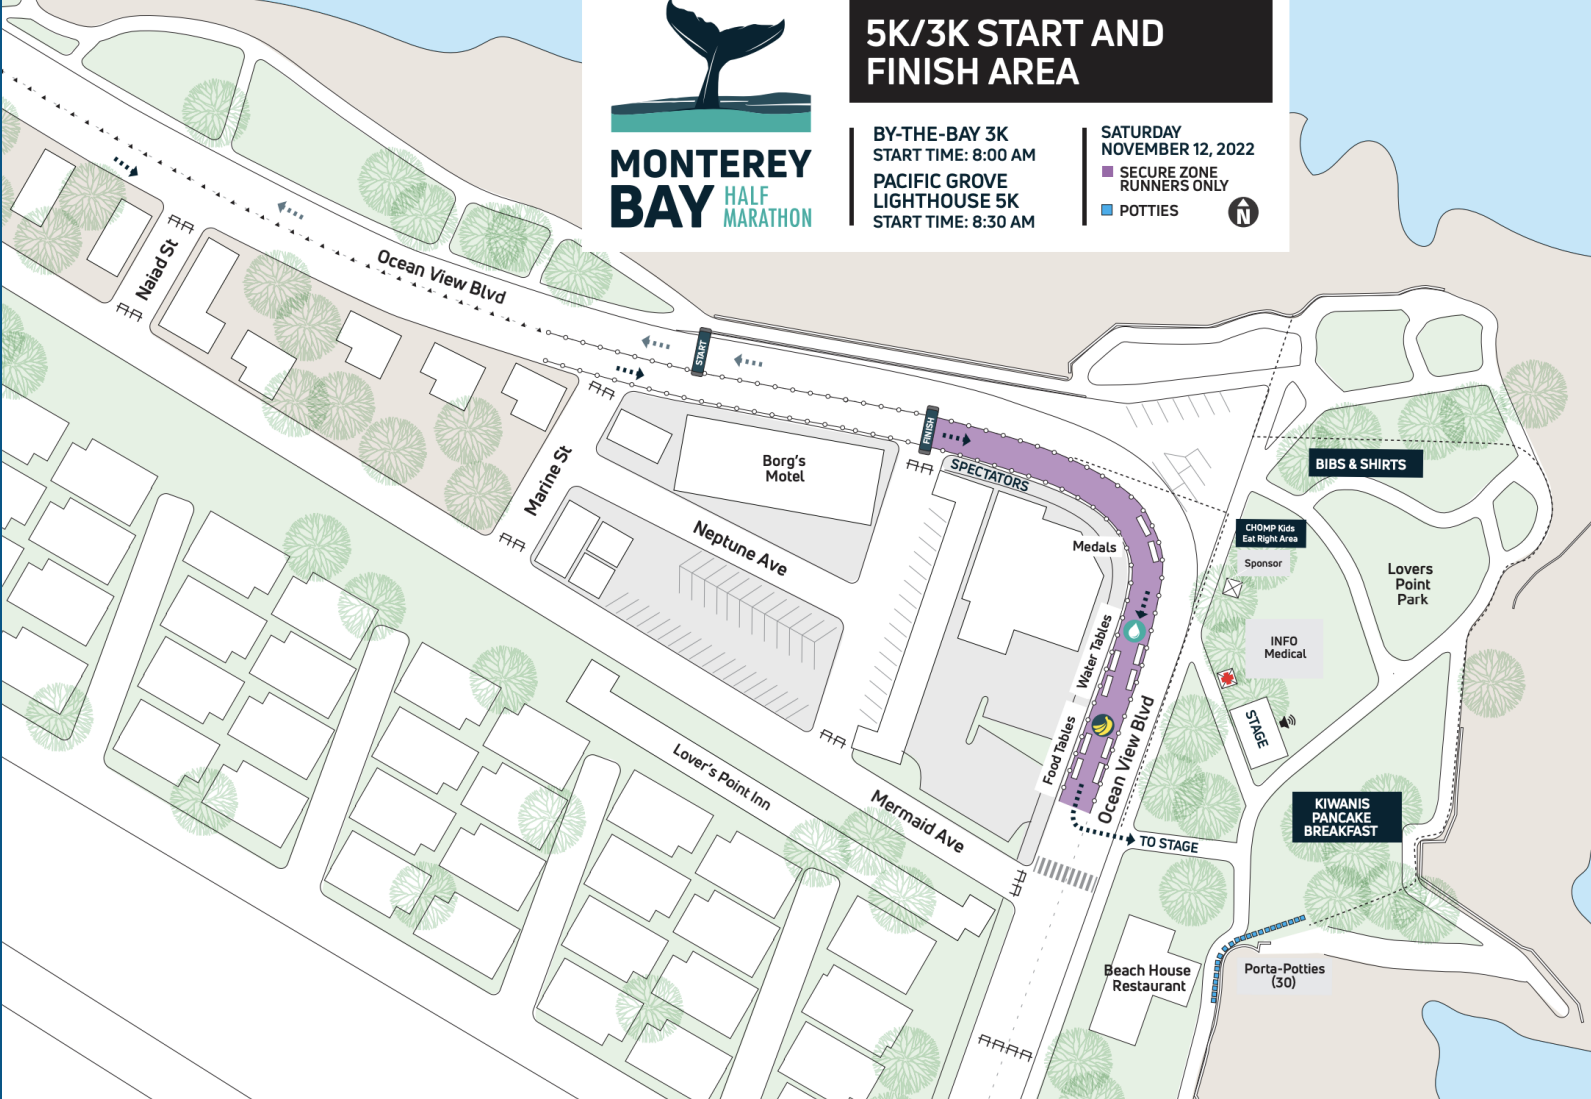 5K/3K START AND
FINISH AREA
MONTEREY
BAY HALF
MARATHON
BY-THE-BAY 3K
START TIME: 8:00 AM
PACIFIC GROVE
LIGHTHOUSE 5K
START TIME: 8:30 AM
SATURDAY
NOVEMBER 12, 2022
SECURE ZONE
RUNNERS ONLY
POTTIES
N
Naiad St
Ocean View Blvd
START
FINISH
SPECTATORS
Borg's
Motel
Marine St
Neptune Ave
Medals
BIBS & SHIRTS
CHOMP Kids
Eat Right Area
Sponsor
Lovers
Point
Park
INFO
Medical
Water Tables
STAGE
Food Tables
Ocean View Blvd
Lover's Point Inn
Mermaid Ave
TO STAGE
KIWANIS
PANCAKE
BREAKFAST
Beach House
Restaurant
Porta-Potties
(30)